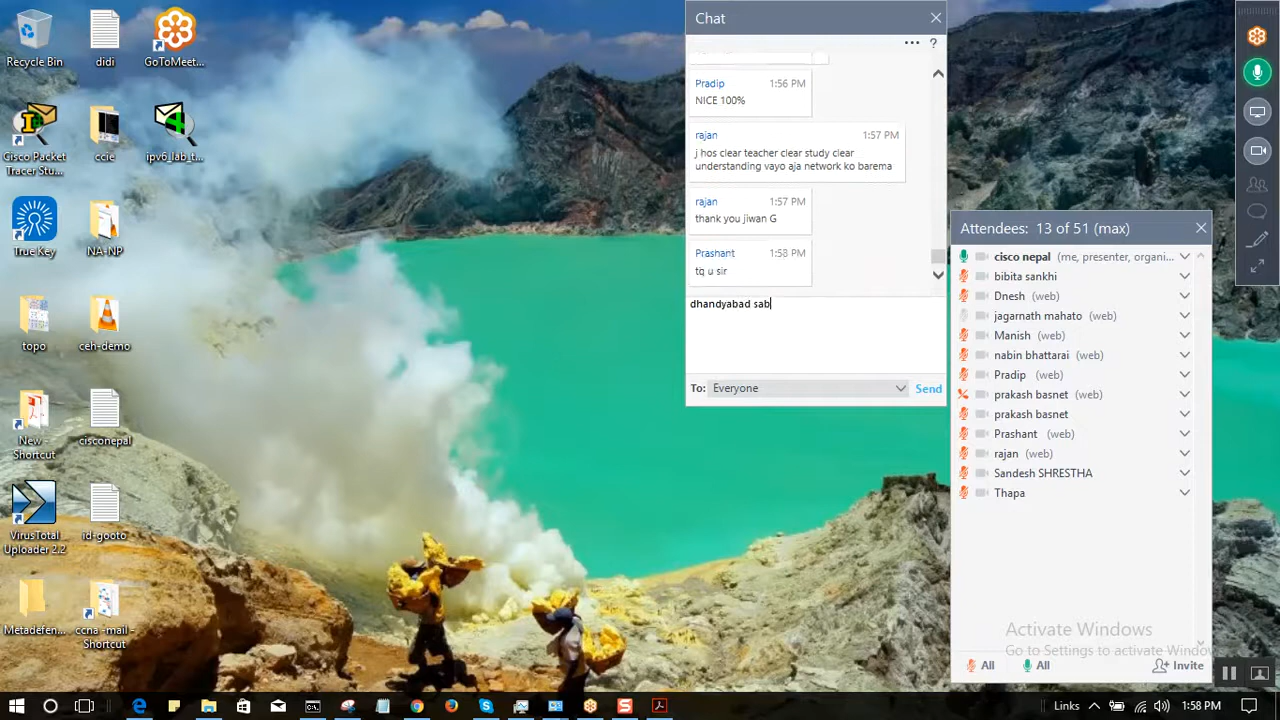 Recycle Bin
didi
GoToMeet...
Cisco Packet
Tracer Stu...
ccie
ipv6_lab_t...
True Key
NA-NP
topo
ceh-demo
New -
Shortcut
cisconepal
VirusTotal
Uploader 2.2
id-gooto
Metadefen...
ccna -mail -
Shortcut
Chat
Pradip 1:56 PM
NICE 100%
rajan 1:57 PM
j hos clear teacher clear study clear
understanding vayo aja network ko barema
rajan 1:57 PM
thank you jiwan G
Prashant 1:58 PM
tq u sir
dhandyabad sab
To: Everyone Send
Attendees: 13 of 51 (max)
cisco nepal (me, presenter, organi...
bibita sankhi
Dnesh (web)
jagarnath mahato (web)
Manish (web)
nabin bhattarai (web)
Pradip (web)
prakash basnet (web)
prakash basnet
Prashant (web)
rajan (web)
Sandesh SHRESTHA
Thapa
Activate Windows
Go to Settings to activate Windows
All All Invite
Links 1:58 PM